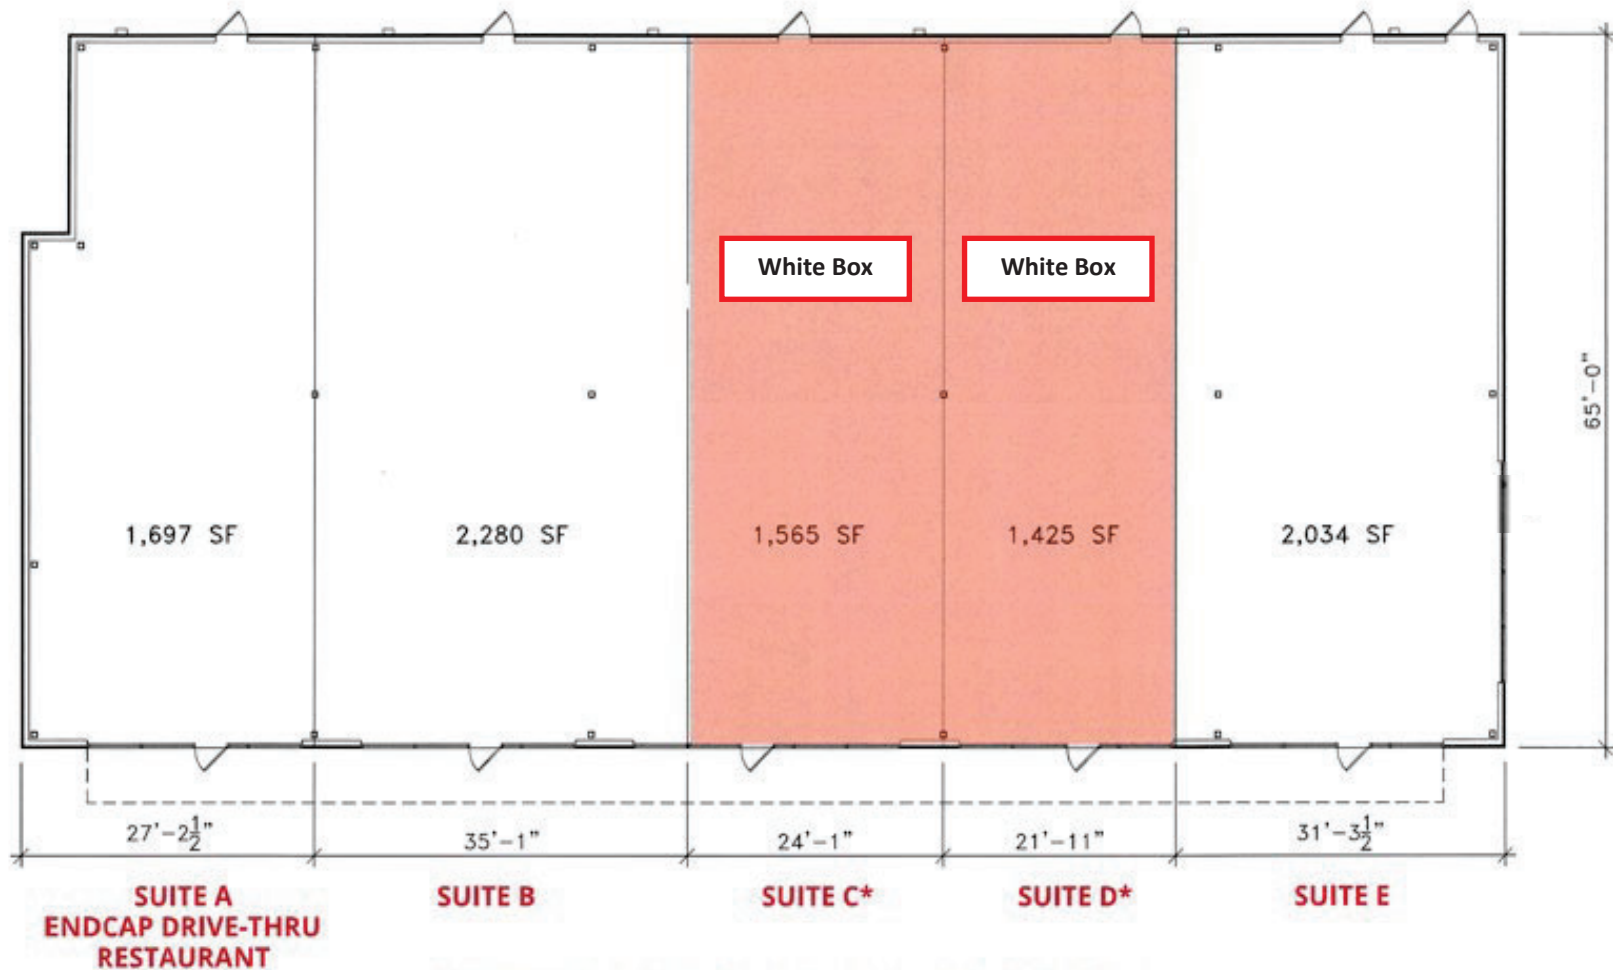 White Box
White Box
65'-0"
1,697 SF
2,280 SF
1,565 SF
1,425 SF
2,034 SF
27'-2½"
35'-1"
24'-1"
21'-11"
31'-3½"
SUITE A
ENDCAP DRIVE-THRU
RESTAURANT
SUITE B
SUITE C*
SUITE D*
SUITE E